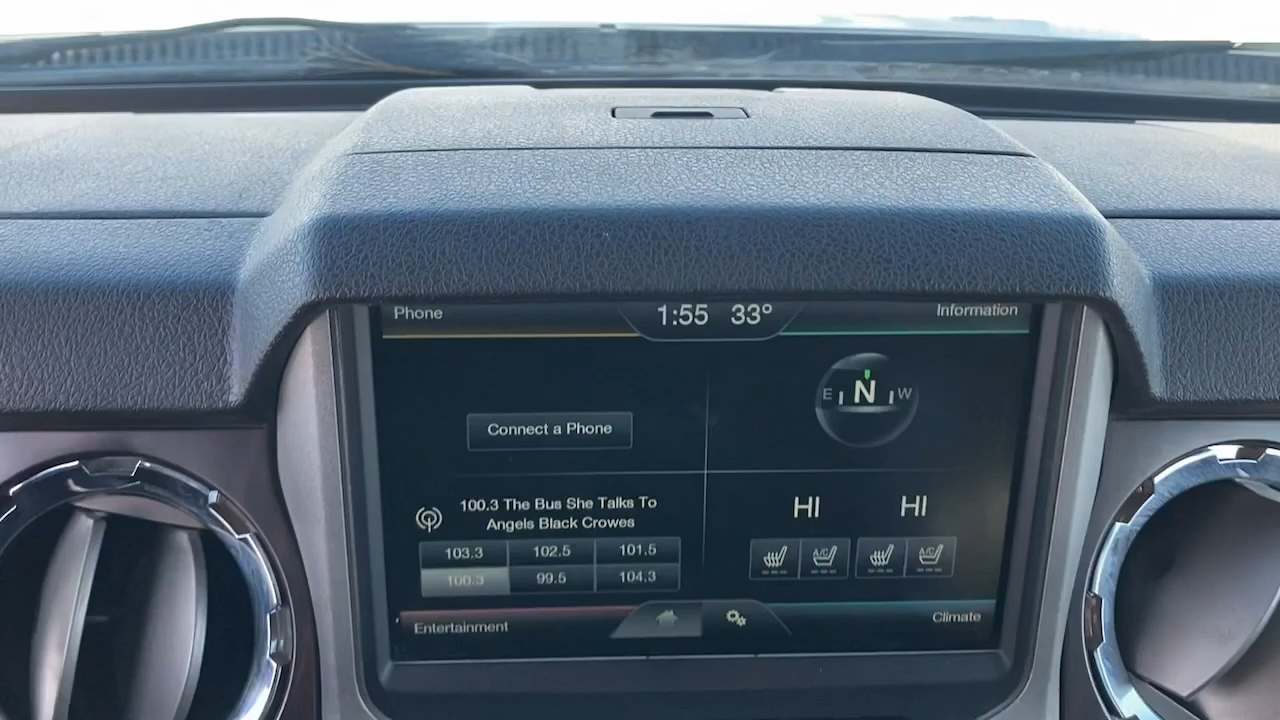 Phone
1:55 33°
Information
E N W
Connect a Phone
100.3 The Bus She Talks To
Angels Black Crowes
103.3 102.5 101.5
100.3 99.5 104.3
HI HI
A/C A/C
Entertainment
Climate